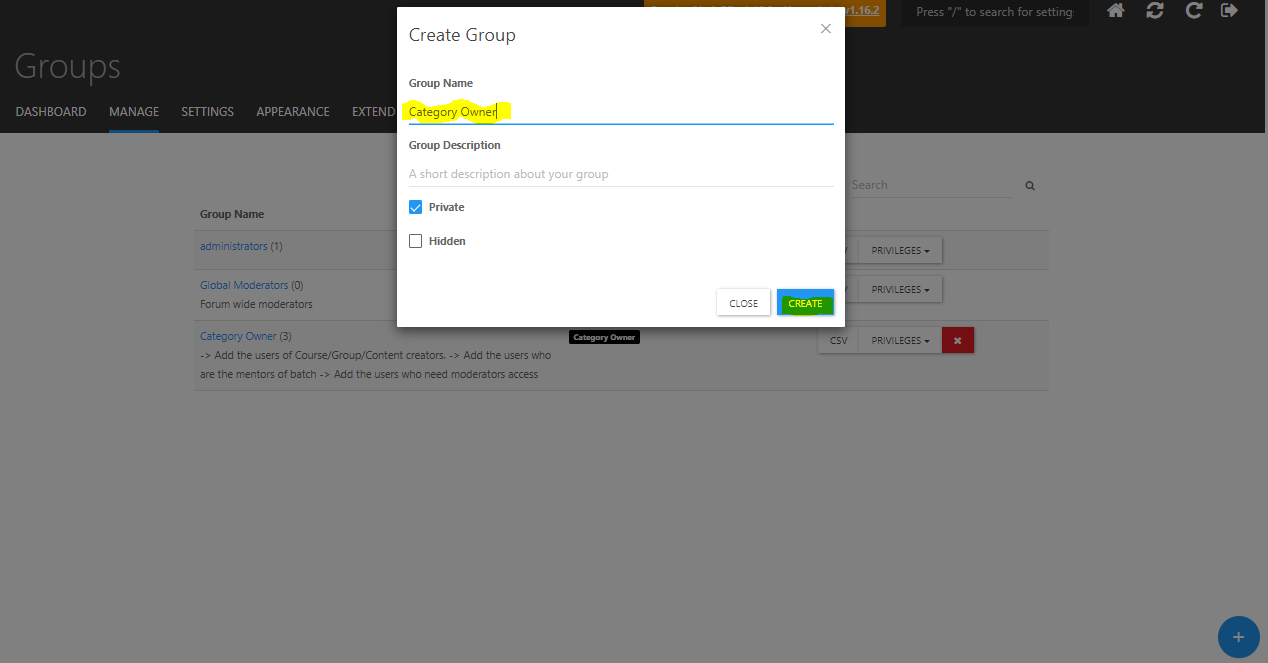 v1.16.2
Press "/" to search for setting
Groups
DASHBOARD MANAGE SETTINGS APPEARANCE EXTEND
Create Group
Group Name
Category Owner
Group Description
A short description about your group
Private
Hidden
CLOSE CREATE
Search
Group Name
administrators (1)
PRIVILEGES
Global Moderators (0)
Forum wide moderators
PRIVILEGES
Category Owner (3)
-> Add the users of Course/Group/Content creators. -> Add the users who
are the mentors of batch -> Add the users who need moderators access
Category Owner
CSV PRIVILEGES